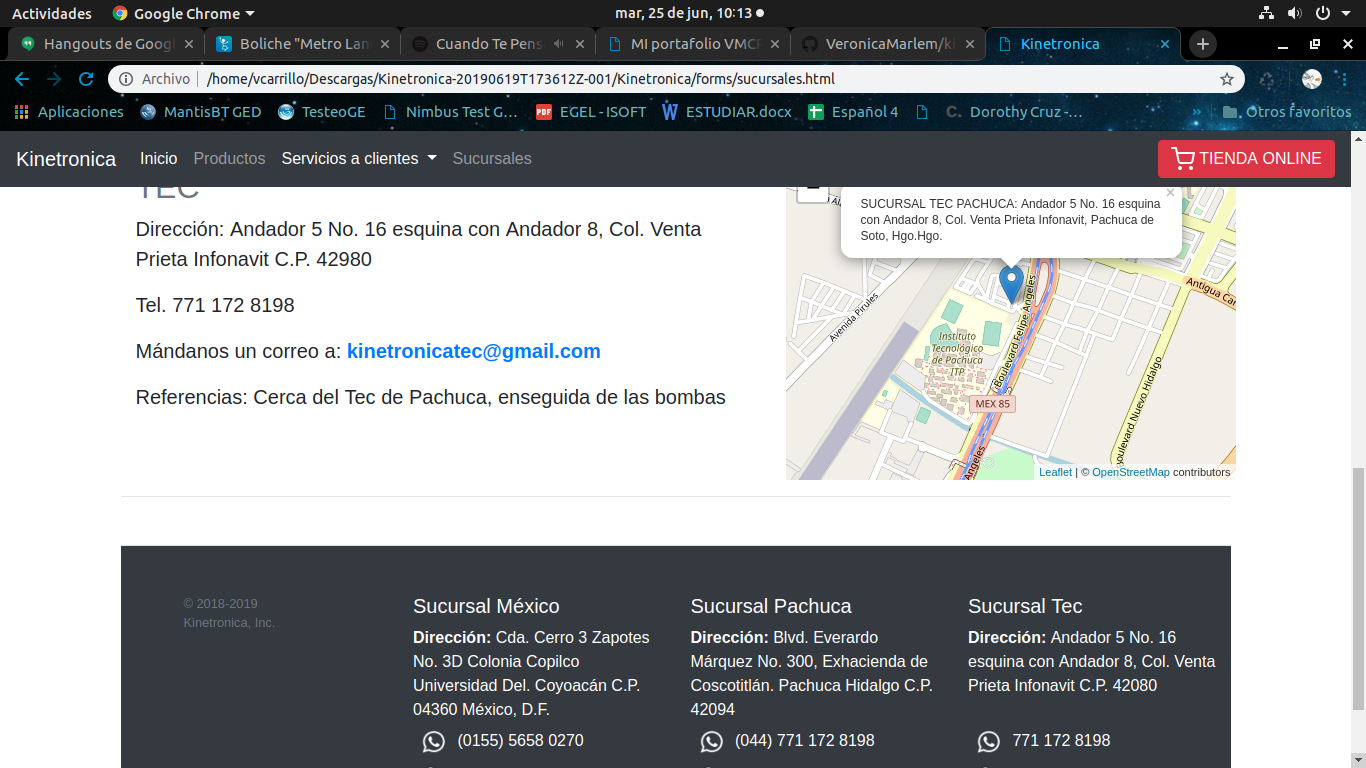 Actividades
Google Chrome
mar, 25 de jun, 10:13
Hangouts de Goog
Boliche "Metro Lan
Cuando Te Pens
MI portafolio VMCP
VeronicaMarlem/ki
Kinetronica
Archivo
/home/vcarrillo/Descargas/Kinetronica-20190619T173612Z-001/Kinetronica/forms/sucursales.html
Aplicaciones
MantisBT GED
TesteoGE
Nimbus Test G...
PDF
EGEL - ISOFT
ESTUDIAR.docx
Español 4
C.
Dorothy Cruz -...
»
Otros favoritos
Kinetronica
Inicio
Productos
Servicios a clientes
Sucursales
TIENDA ONLINE
TEC
Dirección: Andador 5 No. 16 esquina con Andador 8, Col. Venta
Prieta Infonavit C.P. 42980
Tel. 771 172 8198
Mándanos un correo a: kinetronicatec@gmail.com
Referencias: Cerca del Tec de Pachuca, enseguida de las bombas
SUCURSAL TEC PACHUCA: Andador 5 No. 16 esquina
con Andador 8, Col. Venta Prieta Infonavit, Pachuca de
Soto, Hgo.Hgo.
×
Avenida Pirules
Instituto
Tecnológico
de Pachuca
ITP
Boulevard Felipe Ángeles
MEX 85
Ángeles
Boulevard Nuevo Hidalgo
Antigua Car
Leaflet | © OpenStreetMap contributors
© 2018-2019
Kinetronica, Inc.
Sucursal México
Dirección: Cda. Cerro 3 Zapotes
No. 3D Colonia Copilco
Universidad Del. Coyoacán C.P.
04360 México, D.F.
(0155) 5658 0270
Sucursal Pachuca
Dirección: Blvd. Everardo
Márquez No. 300, Exhacienda de
Coscotitlán. Pachuca Hidalgo C.P.
42094
(044) 771 172 8198
Sucursal Tec
Dirección: Andador 5 No. 16
esquina con Andador 8, Col. Venta
Prieta Infonavit C.P. 42080
771 172 8198